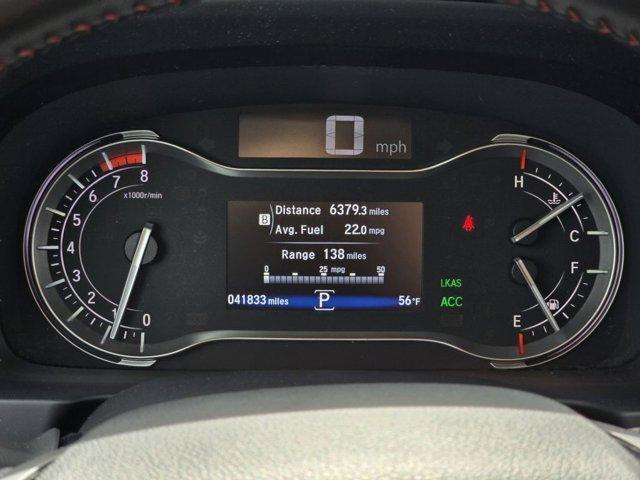 0 mph
8
7
6
5
4
3
2
1
0
x1000r/min
B Distance 6379.3 miles
Avg. Fuel 22.0 mpg
Range 138 miles
0 25 mpg 50
041833 miles P 56°F
LKAS
ACC
H
C
F
E